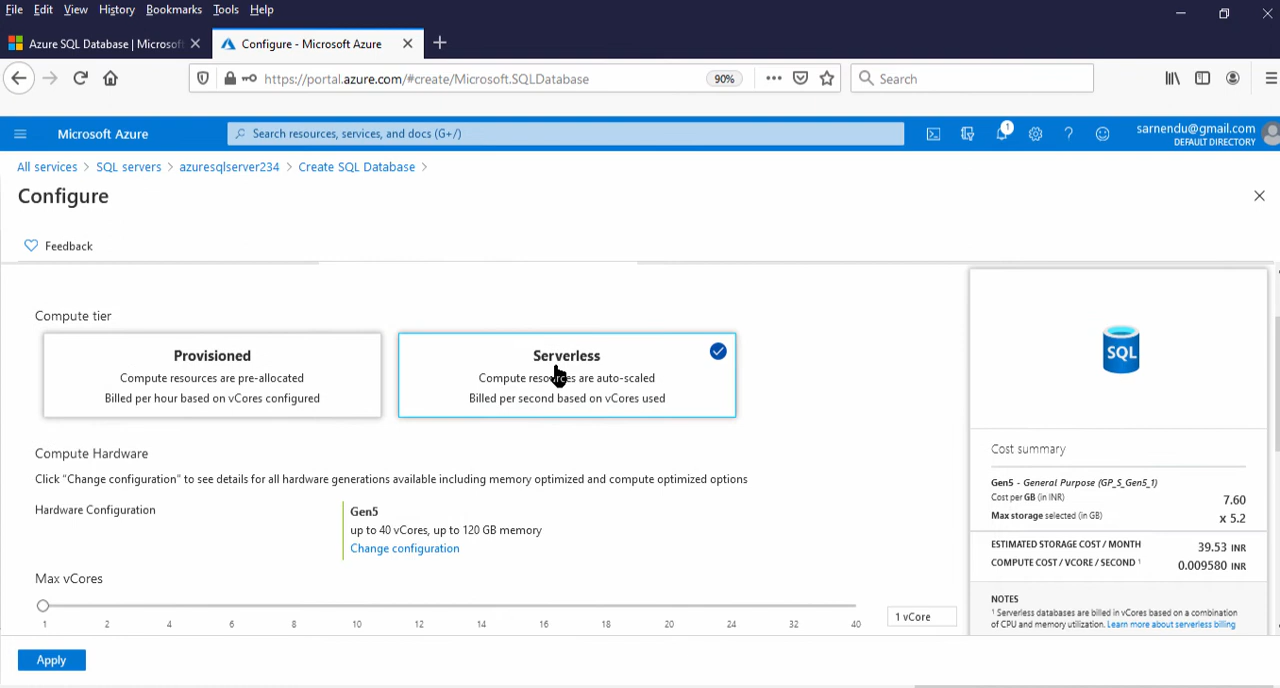 File Edit View History Bookmarks Tools Help
Azure SQL Database | Microsoft
Configure - Microsoft Azure
https://portal.azure.com/#create/Microsoft.SQLDatabase
90%
Search
Microsoft Azure
Search resources, services, and docs (G+/)
1
sarnendu@gmail.com
DEFAULT DIRECTORY
All services > SQL servers > azuresqlserver234 > Create SQL Database >
Configure
Feedback
Compute tier
Provisioned
Compute resources are pre-allocated
Billed per hour based on vCores configured
Serverless
Compute resources are auto-scaled
Billed per second based on vCores used
Compute Hardware
Click "Change configuration" to see details for all hardware generations available including memory optimized and compute optimized options
Hardware Configuration
Gen5
up to 40 vCores, up to 120 GB memory
Change configuration
Max vCores
1 2 4 6 8 10 12 14 16 18 20 24 32 40
1 vCore
Apply
SQL
Cost summary
Gen5 - General Purpose (GP_S_Gen5_1)
Cost per GB (in INR) 7.60
Max storage selected (in GB) x 5.2
ESTIMATED STORAGE COST / MONTH 39.53 INR
COMPUTE COST / VCORE / SECOND ¹ 0.009580 INR
NOTES
¹ Serverless databases are billed in vCores based on a combination
of CPU and memory utilization. Learn more about serverless billing